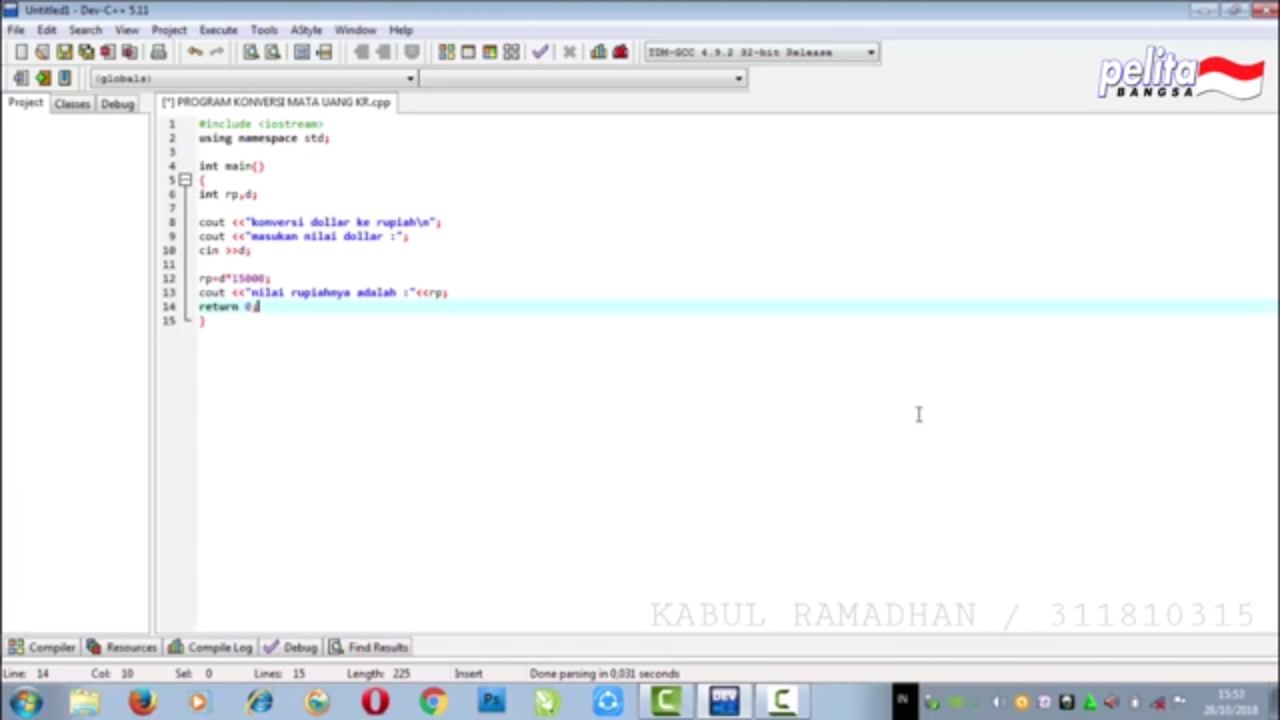 Untitled1 - Dev-C++ 5.11
File Edit Search View Project Execute Tools AStyle Window Help
TDM-GCC 4.9.2 32-bit Release
(globals)
pelita
BANGSA
Project Classes Debug
[*] PROGRAM KONVERSI MATA UANG KR.cpp
1 #include <iostream>
2 using namespace std;
3
4 int main()
5 {
6 int rp,d;
7
8 cout <<"konversi dollar ke rupiah\n";
9 cout <<"masukan nilai dollar :";
10 cin >>d;
11
12 rp=d*15000;
13 cout <<"nilai rupiahnya adalah :"<<rp;
14 return 0;
15 }
KABUL RAMADHAN / 311810315
Compiler Resources Compile Log Debug Find Results
Line: 14 Col: 10 Sel: 0 Lines: 15 Length: 225 Insert Done parsing in 0,031 seconds
Ps DEV IN
15:53
28/10/2018